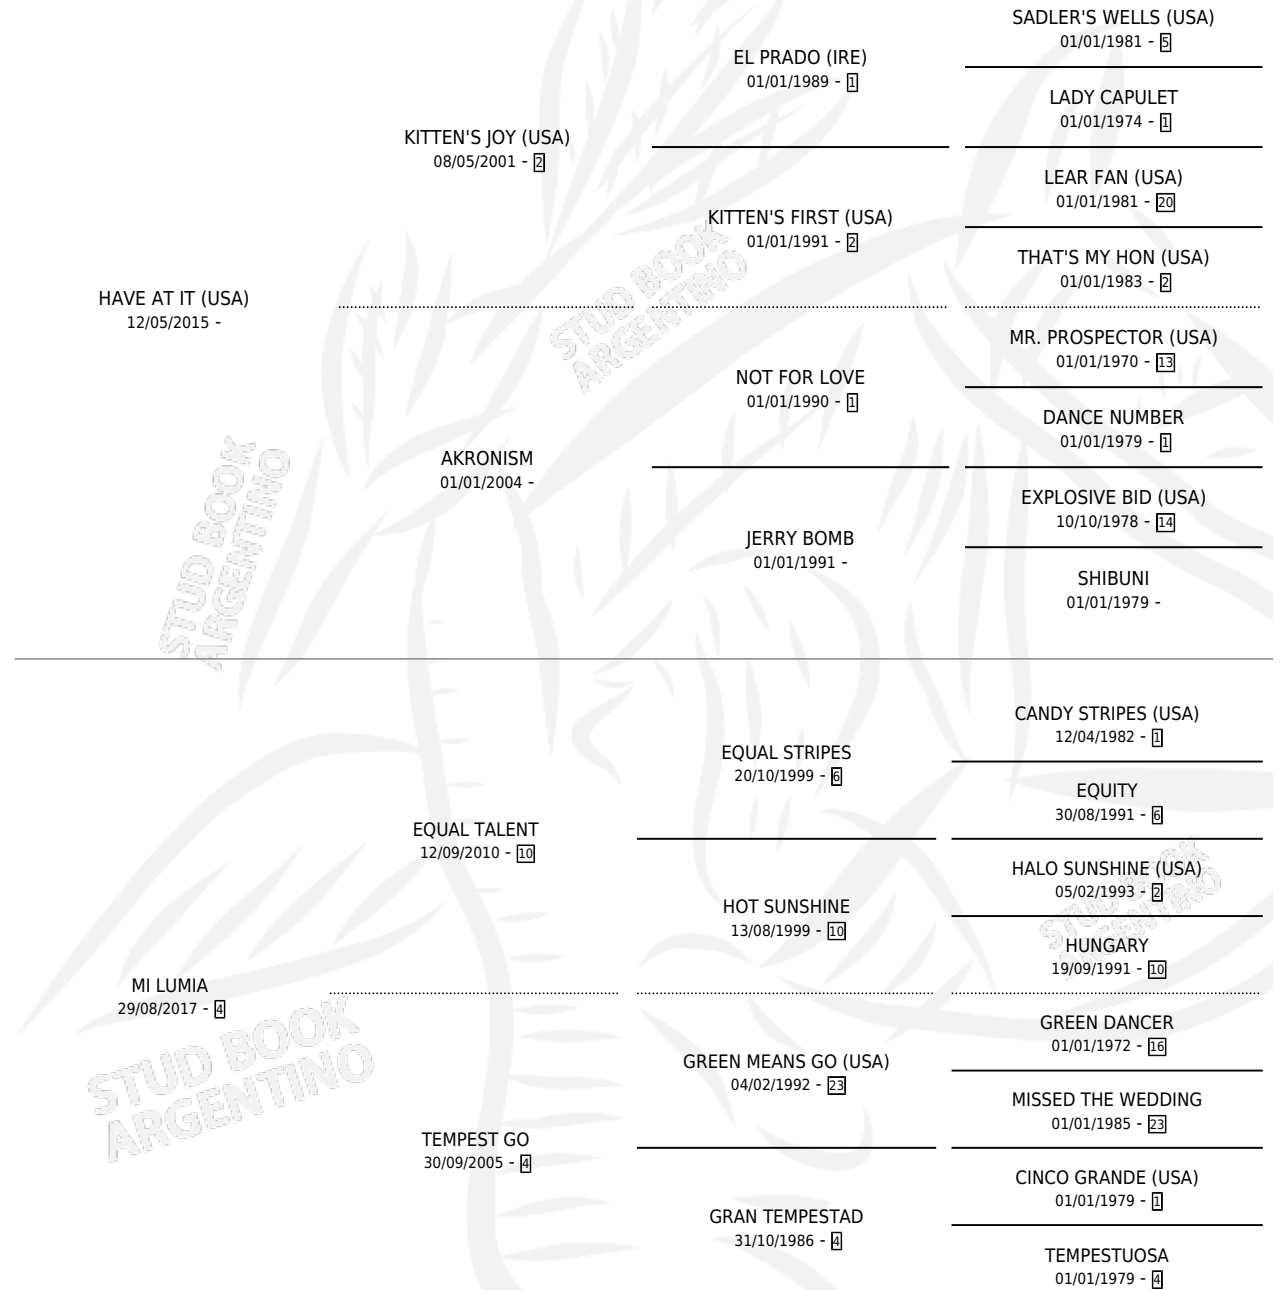 SADLER'S WELLS (USA)
01/01/1981 - 5
EL PRADO (IRE)
01/01/1989 - 1
LADY CAPULET
01/01/1974 - 1
KITTEN'S JOY (USA)
08/05/2001 - 2
LEAR FAN (USA)
01/01/1981 - 20
KITTEN'S FIRST (USA)
01/01/1991 - 2
THAT'S MY HON (USA)
01/01/1983 - 2
HAVE AT IT (USA)
12/05/2015 -
MR. PROSPECTOR (USA)
01/01/1970 - 13
NOT FOR LOVE
01/01/1990 - 1
DANCE NUMBER
01/01/1979 - 1
AKRONISM
01/01/2004 -
EXPLOSIVE BID (USA)
10/10/1978 - 14
JERRY BOMB
01/01/1991 -
SHIBUNI
01/01/1979 -
STUD BOOK
ARGENTINO
STUD BOOK
ARGENTINO
CANDY STRIPES (USA)
12/04/1982 - 1
EQUAL STRIPES
20/10/1999 - 6
EQUITY
30/08/1991 - 6
EQUAL TALENT
12/09/2010 - 10
HALO SUNSHINE (USA)
05/02/1993 - 2
HOT SUNSHINE
13/08/1999 - 10
HUNGARY
19/09/1991 - 10
MI LUMIA
29/08/2017 - 4
GREEN DANCER
01/01/1972 - 16
GREEN MEANS GO (USA)
04/02/1992 - 23
MISSED THE WEDDING
01/01/1985 - 23
TEMPEST GO
30/09/2005 - 4
CINCO GRANDE (USA)
01/01/1979 - 1
GRAN TEMPESTAD
31/10/1986 - 4
TEMPESTUOSA
01/01/1979 - 4
STUD BOOK
ARGENTINO
STUD BOOK
ARGENTINO